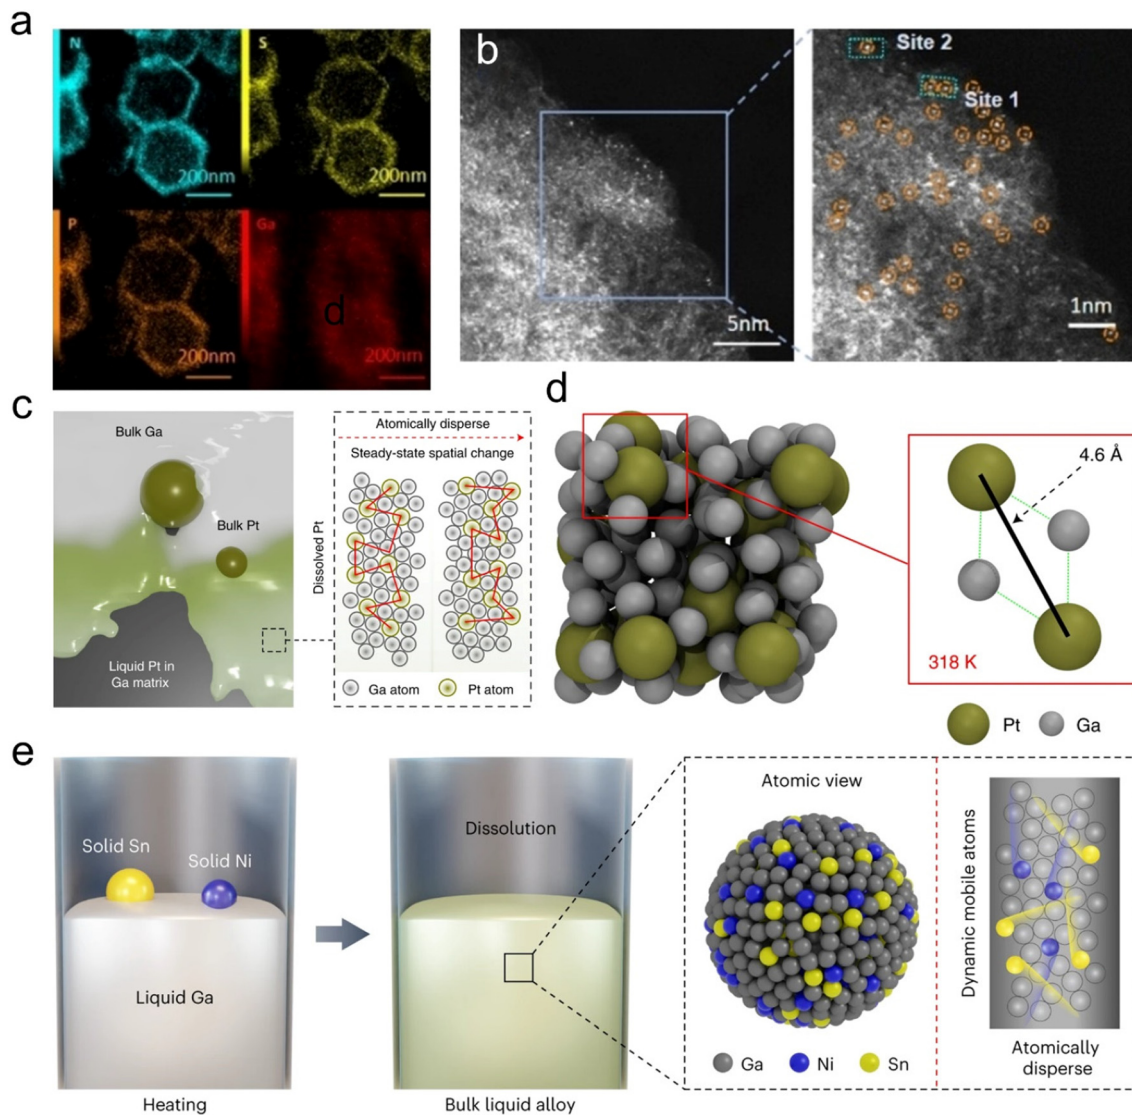 a
N
S
200nm
200nm
P
Ga
d
200nm
200nm
b
Site 2
Site 1
5nm
1nm
c
Bulk Ga
Bulk Pt
Liquid Pt in
Ga matrix
Atomically disperse
Steady-state spatial change
Dissolved Pt
Ga atom
Pt atom
d
4.6 Å
318 K
Pt
Ga
e
Solid Sn
Solid Ni
Liquid Ga
Heating
Dissolution
Bulk liquid alloy
Atomic view
Ga
Ni
Sn
Dynamic mobile atoms
Atomically
disperse